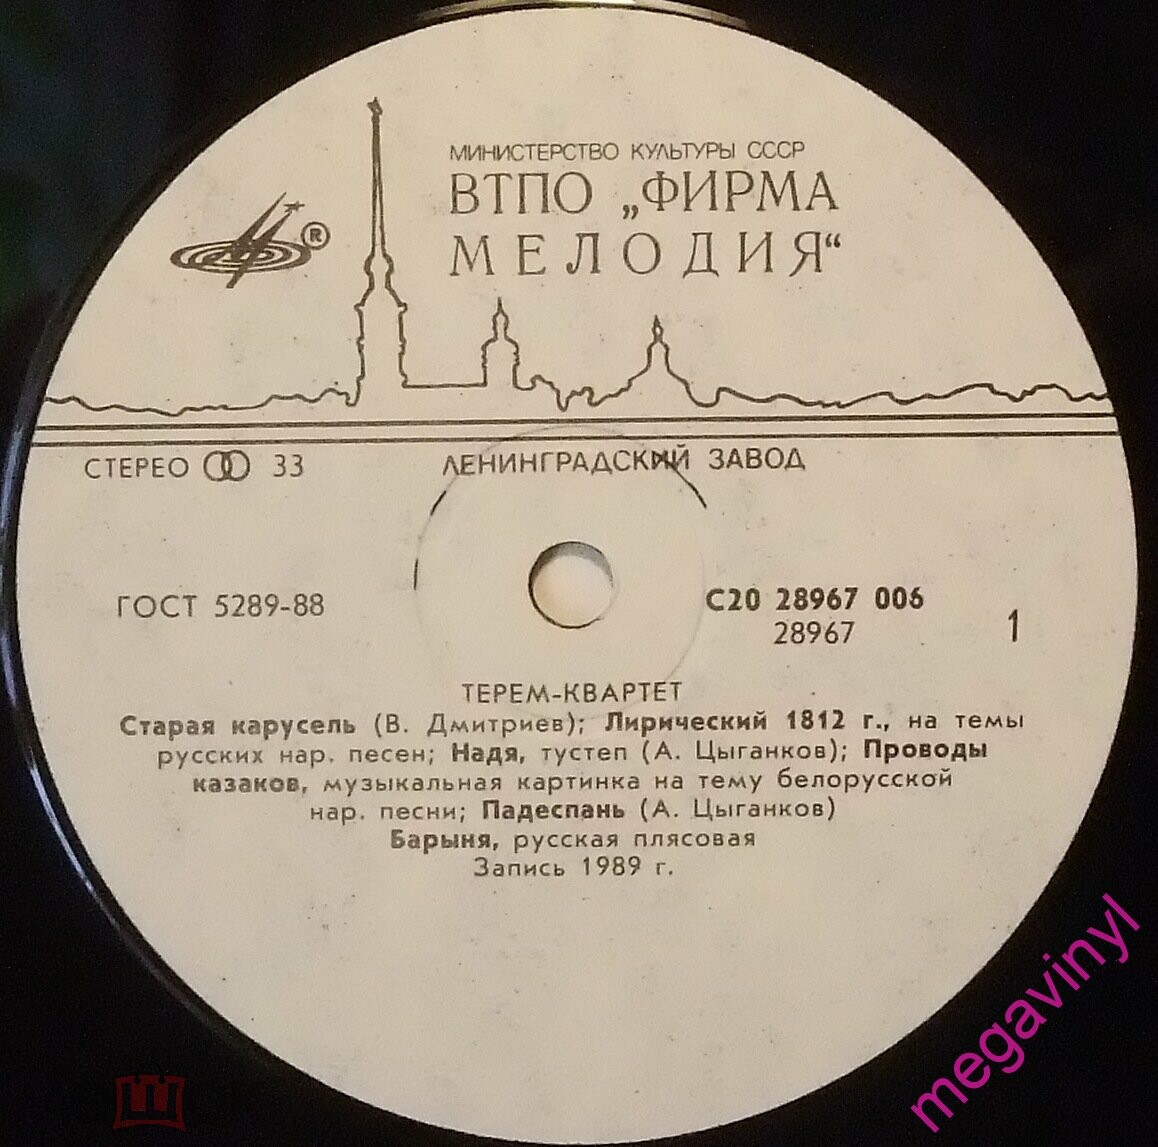 МИНИСТЕРСТВО КУЛЬТУРЫ СССР
ВТПО „ФИРМА
МЕЛОДИЯ“
®
СТЕРЕО 33
ЛЕНИНГРАДСКИЙ ЗАВОД
ГОСТ 5289-88
С20 28967 006
28967
1
ТЕРЕМ-КВАРТЕТ
Старая карусель (В. Дмитриев); Лирический 1812 г., на темы
русских нар. песен; Надя, тустеп (А. Цыганков); Проводы
казаков, музыкальная картинка на тему белорусской
нар. песни; Падеспань (А. Цыганков)
Барыня, русская плясовая
Запись 1989 г.
megavinyl